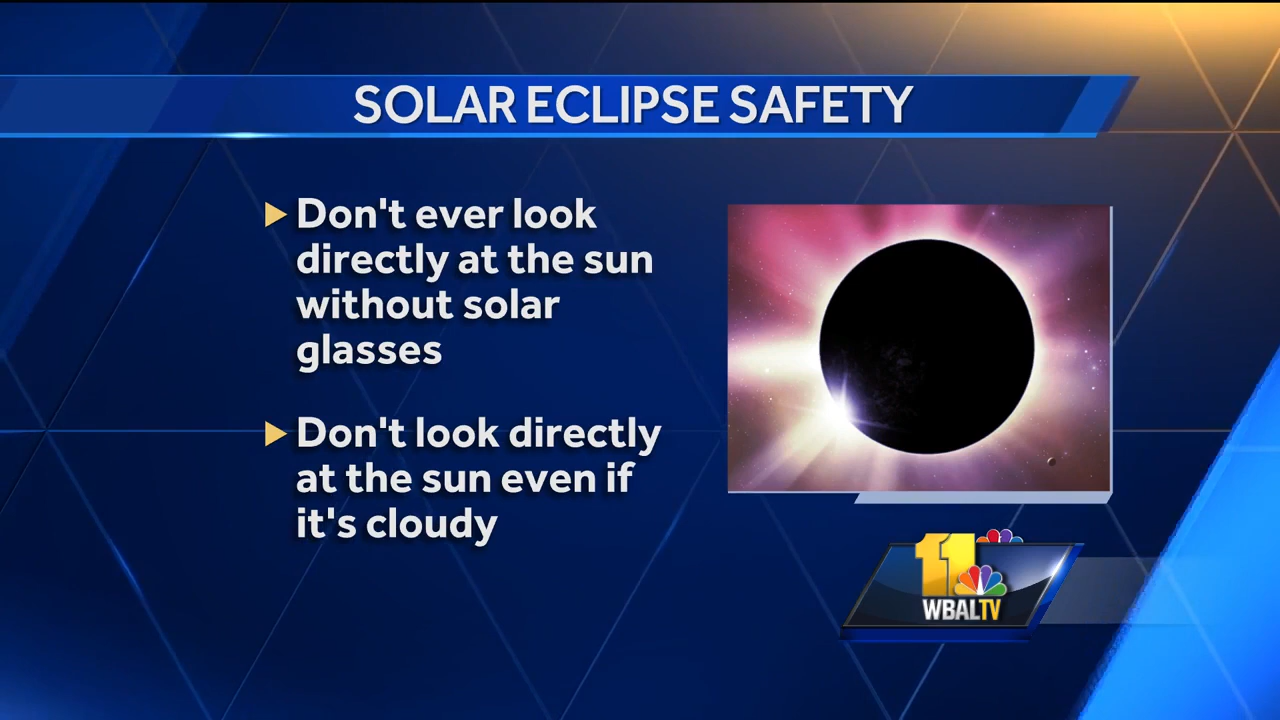 SOLAR ECLIPSE SAFETY
Don't ever look
directly at the sun
without solar
glasses
Don't look directly
at the sun even if
it's cloudy
11
WBALTV